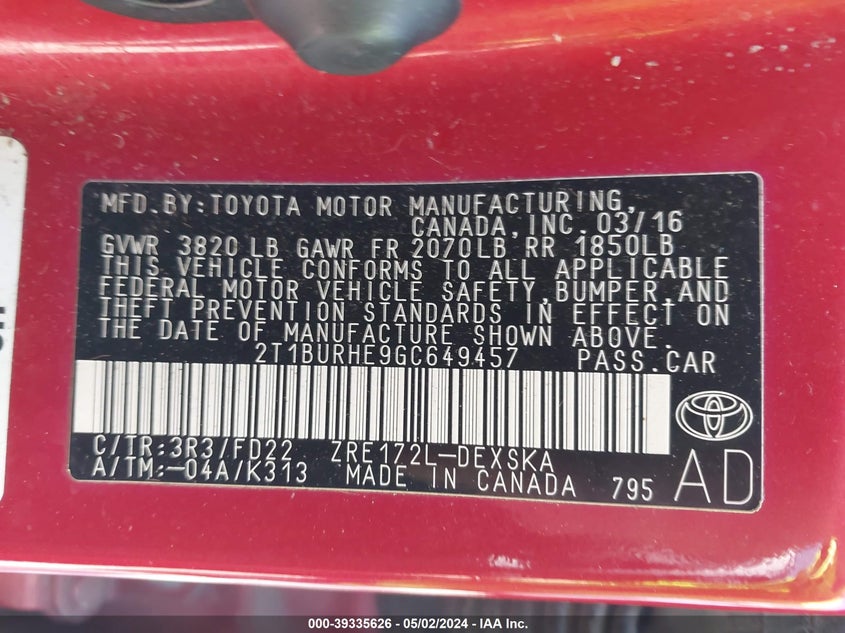 MFD.BY:TOYOTA MOTOR MANUFACTURING,
CANADA,INC. 03/16
GVWR 3820 LB GAWR FR 2070LB RR 1850LB
THIS VEHICLE CONFORMS TO ALL APPLICABLE
FEDERAL MOTOR VEHICLE SAFETY,BUMPER,AND
THEFT PREVENTION STANDARDS IN EFFECT ON
THE DATE OF MANUFACTURE SHOWN ABOVE.
2T1BURHE9GC649457 PASS.CAR
C/TR:3R3/FD22 ZRE172L-DEXSKA
A/TM:-04A/K313 MADE IN CANADA 795 AD
000-39335626 - 05/02/2024 - IAA Inc.